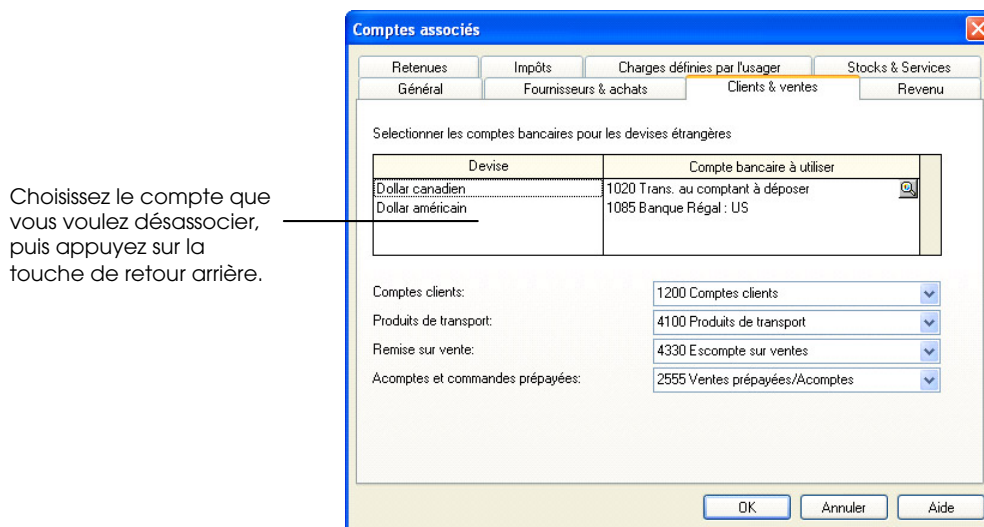 Comptes associés
Retenues Impôts Charges définies par l'usager Stocks & Services
Général Fournisseurs & achats Clients & ventes Revenu
Selectionner les comptes bancaires pour les devises étrangères
Devise Compte bancaire à utiliser
Dollar canadien 1020 Trans. au comptant à déposer
Dollar américain 1085 Banque Régal : US
Choisissez le compte que
vous voulez désassocier,
puis appuyez sur la
touche de retour arrière.
Comptes clients: 1200 Comptes clients
Produits de transport: 4100 Produits de transport
Remise sur vente: 4330 Escompte sur ventes
Acomptes et commandes prépayées: 2555 Ventes prépayées/Acomptes
OK Annuler Aide